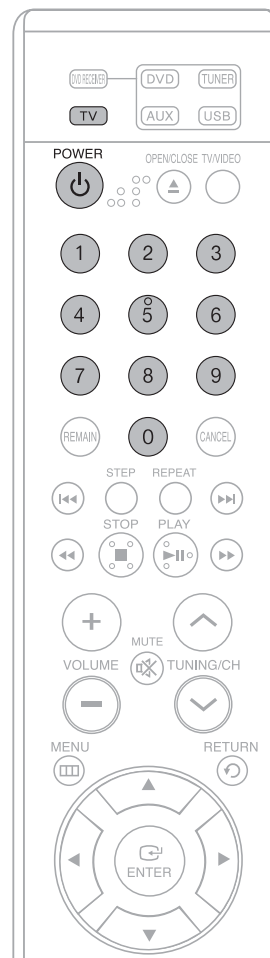 DVD RECEIVER DVD TUNER
TV AUX USB
POWER OPEN/CLOSE TV/VIDEO
1 2 3
4 5 6
7 8 9
REMAIN 0 CANCEL
STEP REPEAT
STOP PLAY
MUTE
VOLUME TUNING/CH
MENU RETURN
ENTER